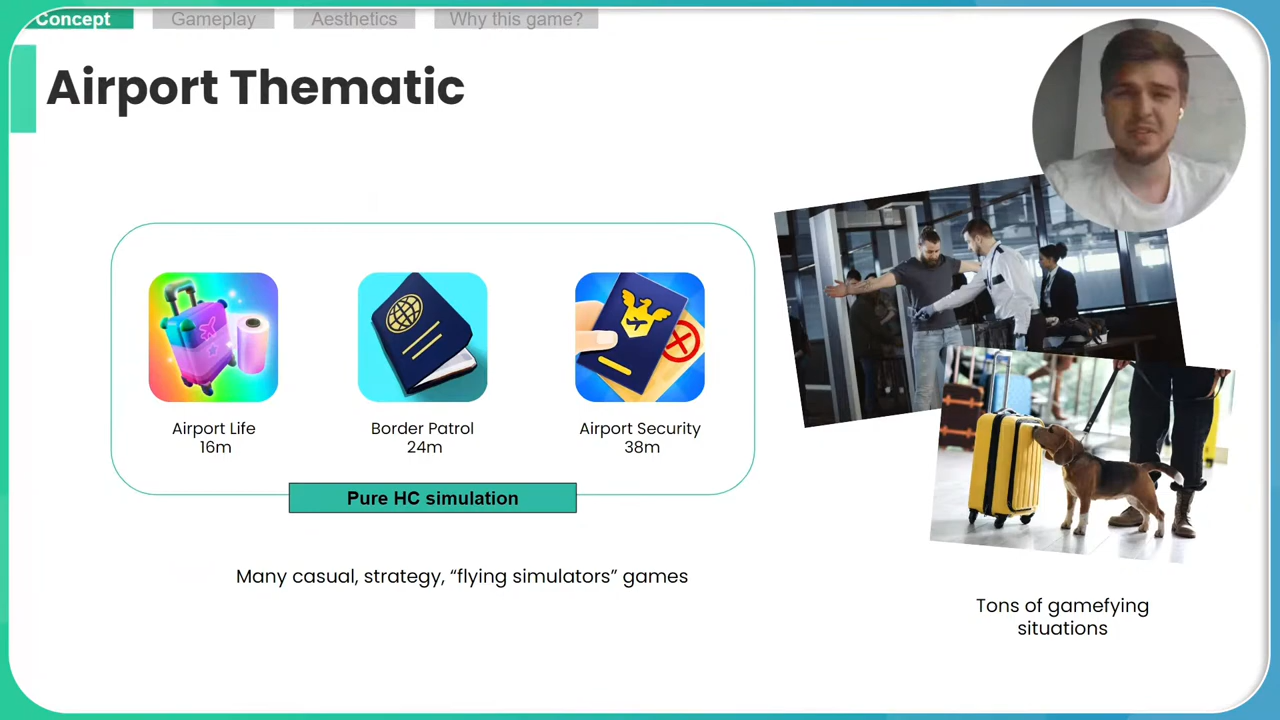 Concept
Gameplay
Aesthetics
Why this game?
Airport Thematic
Airport Life
16m
Border Patrol
24m
Airport Security
38m
Pure HC simulation
Many casual, strategy, “flying simulators” games
Tons of gamefying
situations